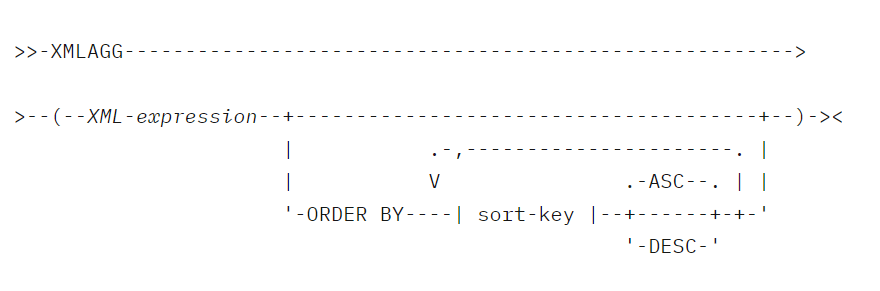 >>-XMLAGG------------------------------------------------------->
>--(--XML-expression--+--------------------------------------+--)-><
| .-,----------------------. |
| V .-ASC--. | |
'-ORDER BY----| sort-key |--+------+-+-'
'-DESC-'